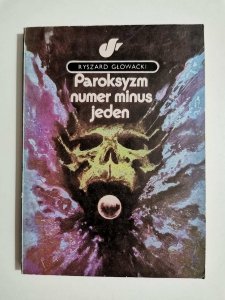 RYSZARD GŁOWACKI
Paroksyzm
numer minus
jeden